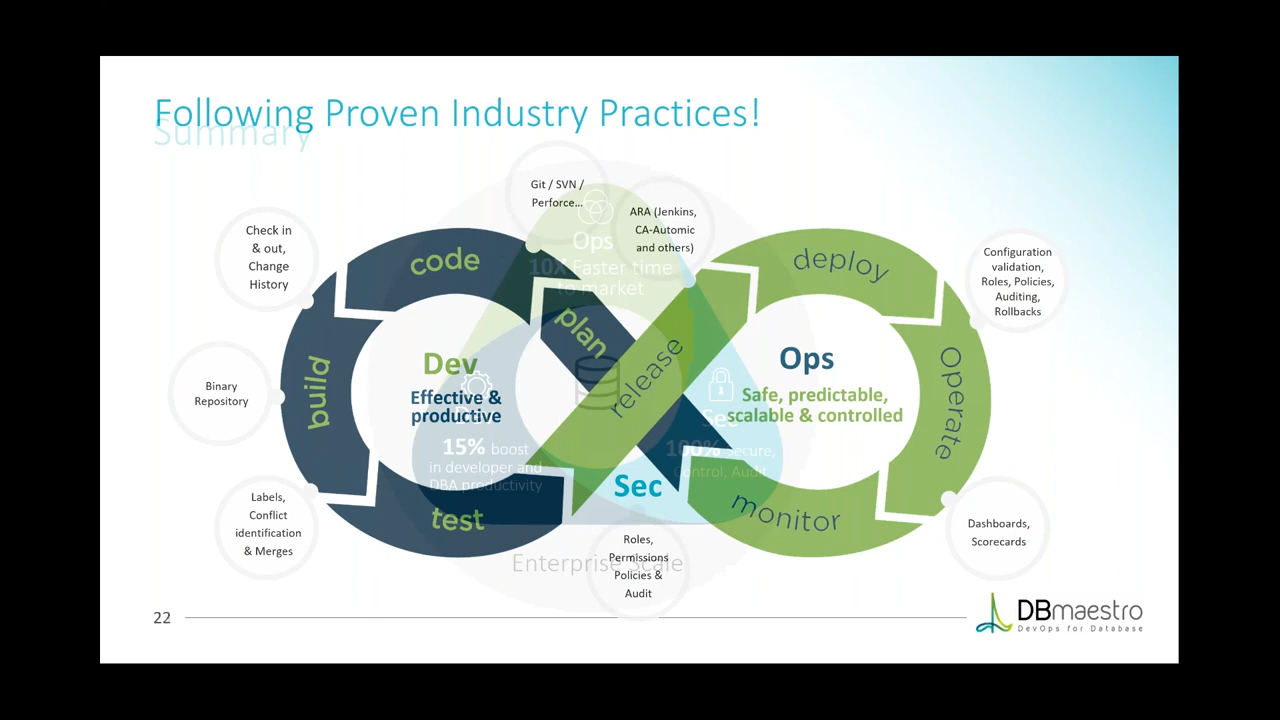 Following Proven Industry Practices!
Summary
Git / SVN /
Perforce...
ARA (Jenkins,
CA-Automic
and others)
Check in
& out,
Change
History
Configuration
validation,
Roles, Policies,
Auditing,
Rollbacks
code
deploy
Ops
10X Faster time
to market
plan
release
build
Operate
Dev
Effective &
productive
Ops
Safe, predictable,
scalable & controlled
Binary
Repository
Dev
15% boost
in developer and
DBA productivity
Sec
100% Secure,
Control, Audit
Sec
Labels,
Conflict
identification
& Merges
test
monitor
Dashboards,
Scorecards
Enterprise Scale
Roles,
Permissions
Policies &
Audit
22
DBmaestro
DevOps for Database